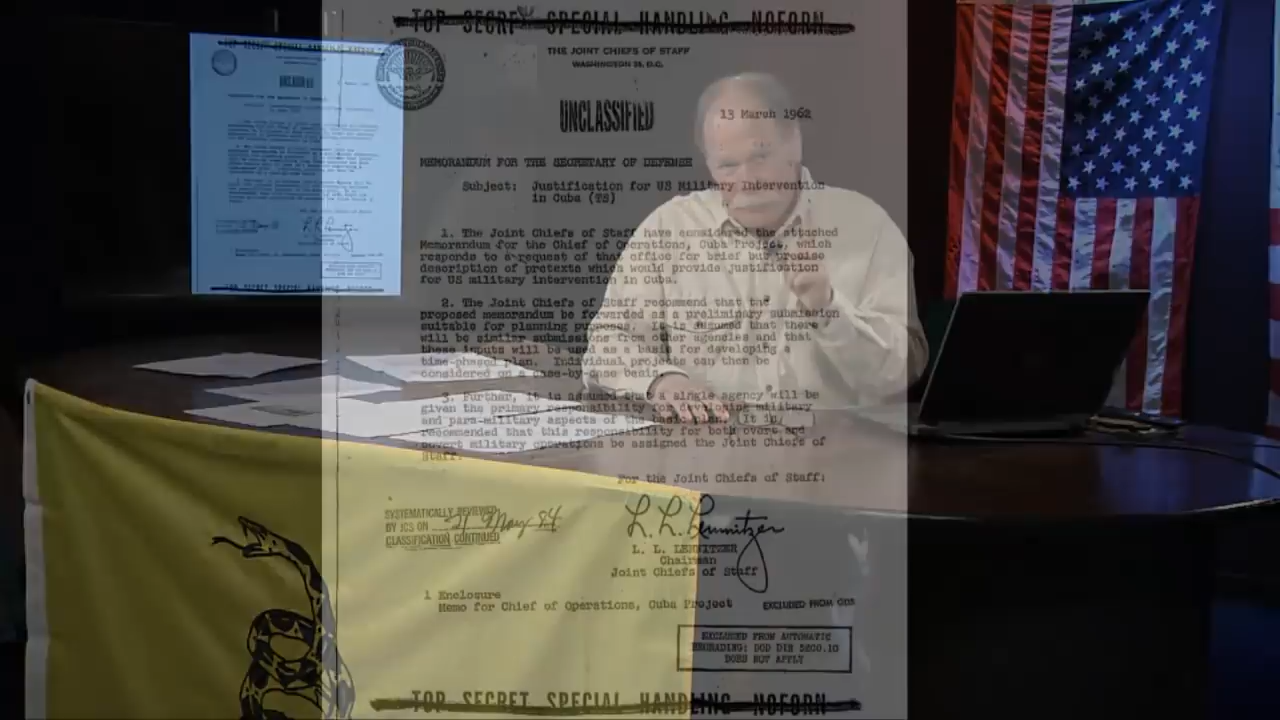 TOP SECRET SPECIAL HANDLING NOFORN
THE JOINT CHIEFS OF STAFF
WASHINGTON 25, D.C.
UNCLASSIFIED
13 March 1962
MEMORANDUM FOR THE SECRETARY OF DEFENSE
Subject: Justification for US Military Intervention
in Cuba (TS)
1. The Joint Chiefs of Staff have considered the attached
Memorandum for the Chief of Operations, Cuba Project, which
responds to a request of that office for brief but precise
description of pretexts which would provide justification
for US military intervention in Cuba.
2. The Joint Chiefs of Staff recommend that the
proposed memorandum be forwarded as a preliminary submission
suitable for planning purposes. It is assumed that there
will be similar submissions from other agencies and that
these inputs will be used as a basis for developing a
time-phased plan. Individual projects can then be
considered on a case-by-case basis.
3. Further, it is assumed that a single agency will be
given the primary responsibility for developing military
and para-military aspects of the basic plan. It is
recommended that this responsibility for both overt and
covert military operations be assigned the Joint Chiefs of
Staff.
For the Joint Chiefs of Staff:
SYSTEMATICALLY REVIEWED
BY JCS ON 21 May 84
CLASSIFICATION CONTINUED
L. L. Lemnitzer
L. L. LEMNITZER
Chairman
Joint Chiefs of Staff
1 Enclosure
Memo for Chief of Operations, Cuba Project
EXCLUDED FROM GDS
EXCLUDED FROM AUTOMATIC
REGRADING; DOD DIR 5200.10
DOES NOT APPLY
TOP SECRET SPECIAL HANDLING NOFORN